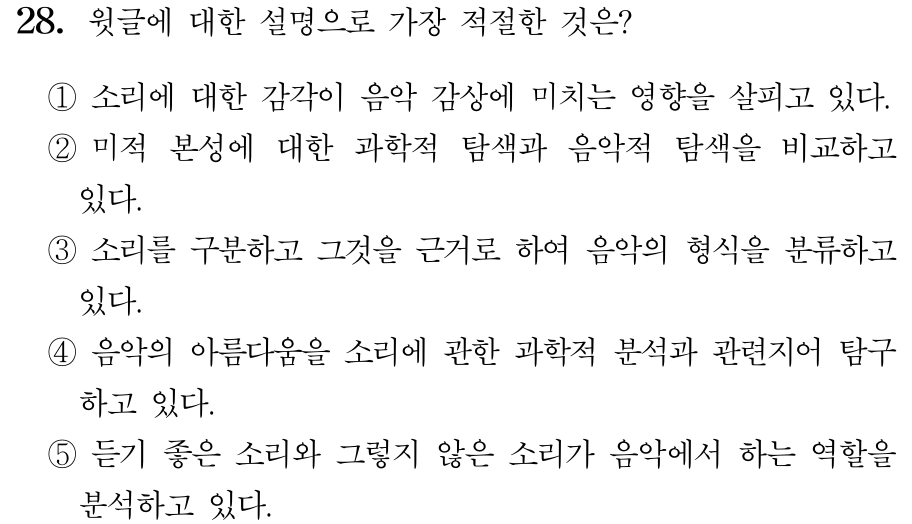 28. 윗글에 대한 설명으로 가장 적절한 것은?
① 소리에 대한 감각이 음악 감상에 미치는 영향을 살피고 있다.
② 미적 본성에 대한 과학적 탐색과 음악적 탐색을 비교하고
있다.
③ 소리를 구분하고 그것을 근거로 하여 음악의 형식을 분류하고
있다.
④ 음악의 아름다움을 소리에 관한 과학적 분석과 관련지어 탐구
하고 있다.
⑤ 듣기 좋은 소리와 그렇지 않은 소리가 음악에서 하는 역할을
분석하고 있다.